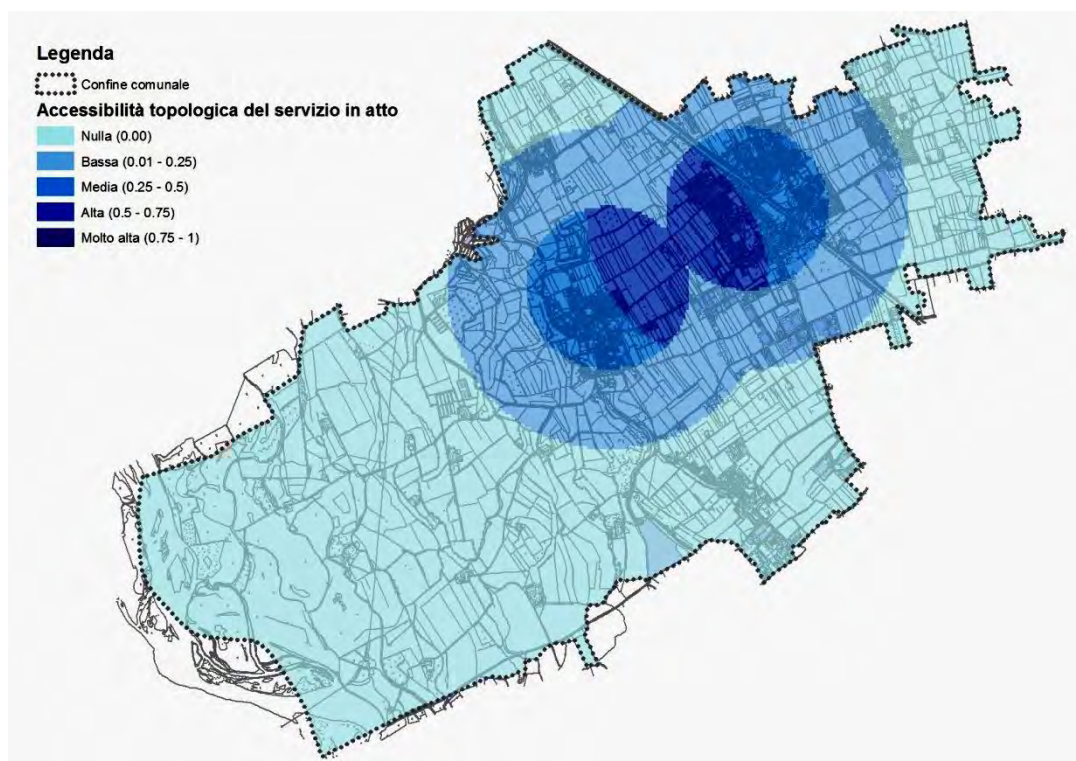 Legenda
Confine comunale
Accessibilità topologica del servizio in atto
Nulla (0.00)
Bassa (0.01 - 0.25)
Media (0.25 - 0.5)
Alta (0.5 - 0.75)
Molto alta (0.75 - 1)